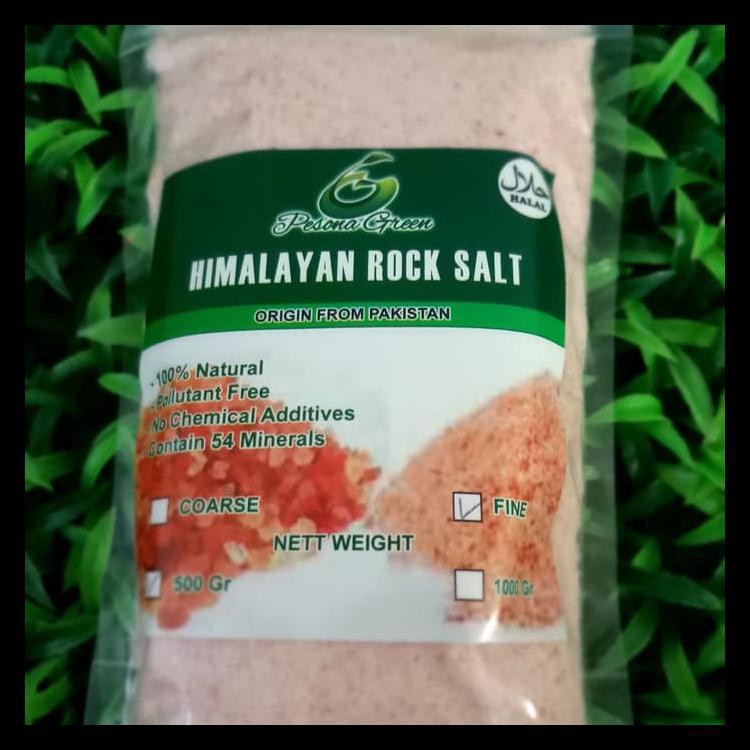 حلال
HALAL
Pesona Green
HIMALAYAN ROCK SALT
ORIGIN FROM PAKISTAN
- 100% Natural
- Pollutant Free
- No Chemical Additives
- Contain 54 Minerals
COARSE
FINE
NETT WEIGHT
500 Gr
1000 Gr